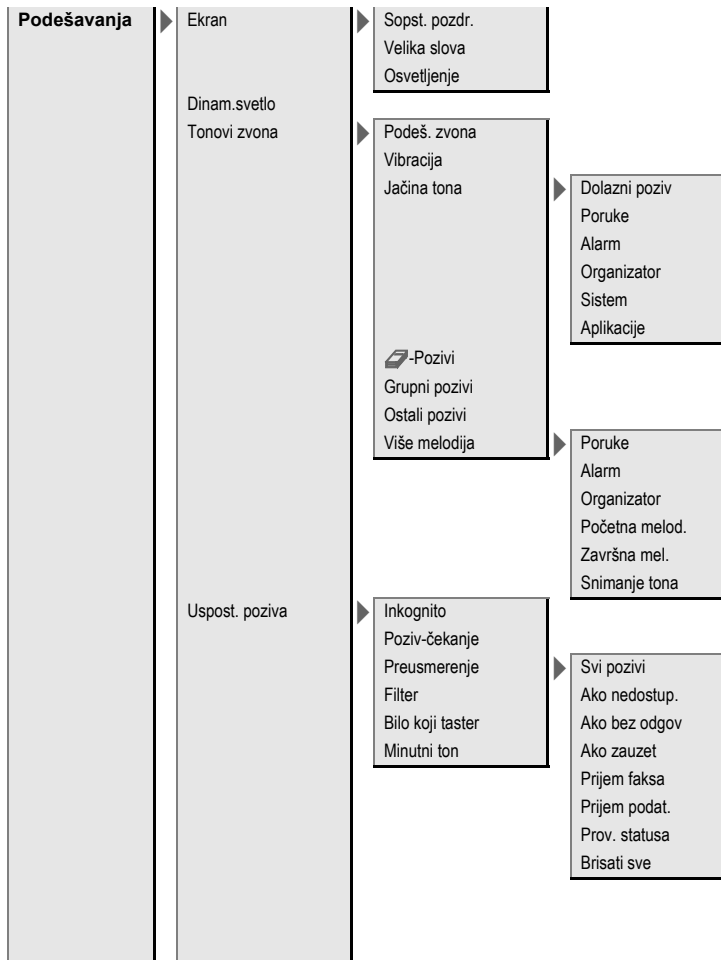 Podešavanja
Ekran
Sopst. pozdr.
Velika slova
Osvetljenje
Dinam.svetlo
Tonovi zvona
Podeš. zvona
Vibracija
Jačina tona
Dolazni poziv
Poruke
Alarm
Organizator
Sistem
Aplikacije
-Pozivi
Grupni pozivi
Ostali pozivi
Više melodija
Poruke
Alarm
Organizator
Početna melod.
Završna mel.
Snimanje tona
Uspost. poziva
Inkognito
Poziv-čekanje
Preusmerenje
Svi pozivi
Ako nedostup.
Ako bez odgov
Ako zauzet
Prijem faksa
Prijem podat.
Prov. statusa
Brisati sve
Filter
Bilo koji taster
Minutni ton